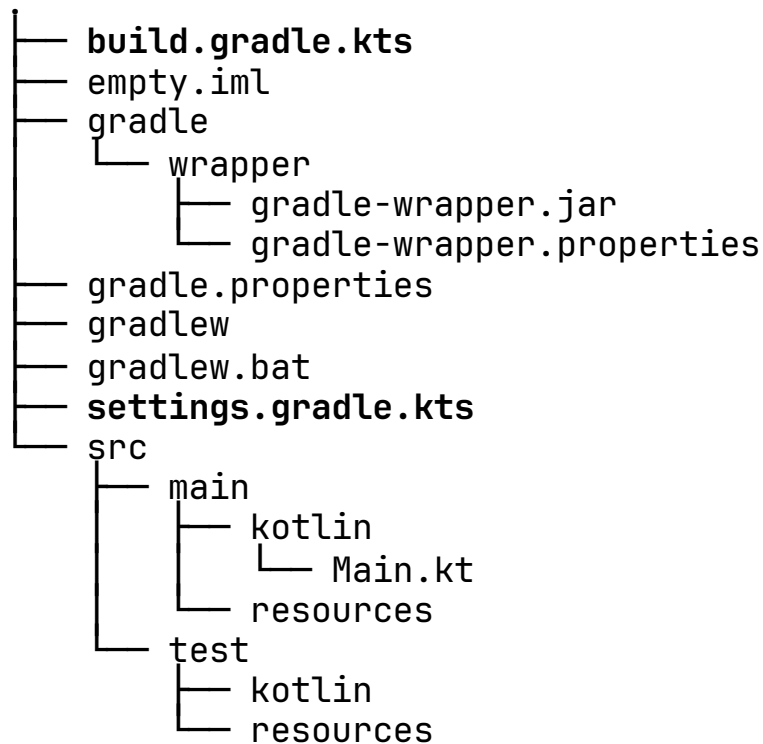 .
├── build.gradle.kts
├── empty.iml
├── gradle
│   └── wrapper
│       ├── gradle-wrapper.jar
│       └── gradle-wrapper.properties
├── gradle.properties
├── gradlew
├── gradlew.bat
├── settings.gradle.kts
└── src
    ├── main
    │   ├── kotlin
    │   │   └── Main.kt
    │   └── resources
    └── test
        ├── kotlin
        └── resources